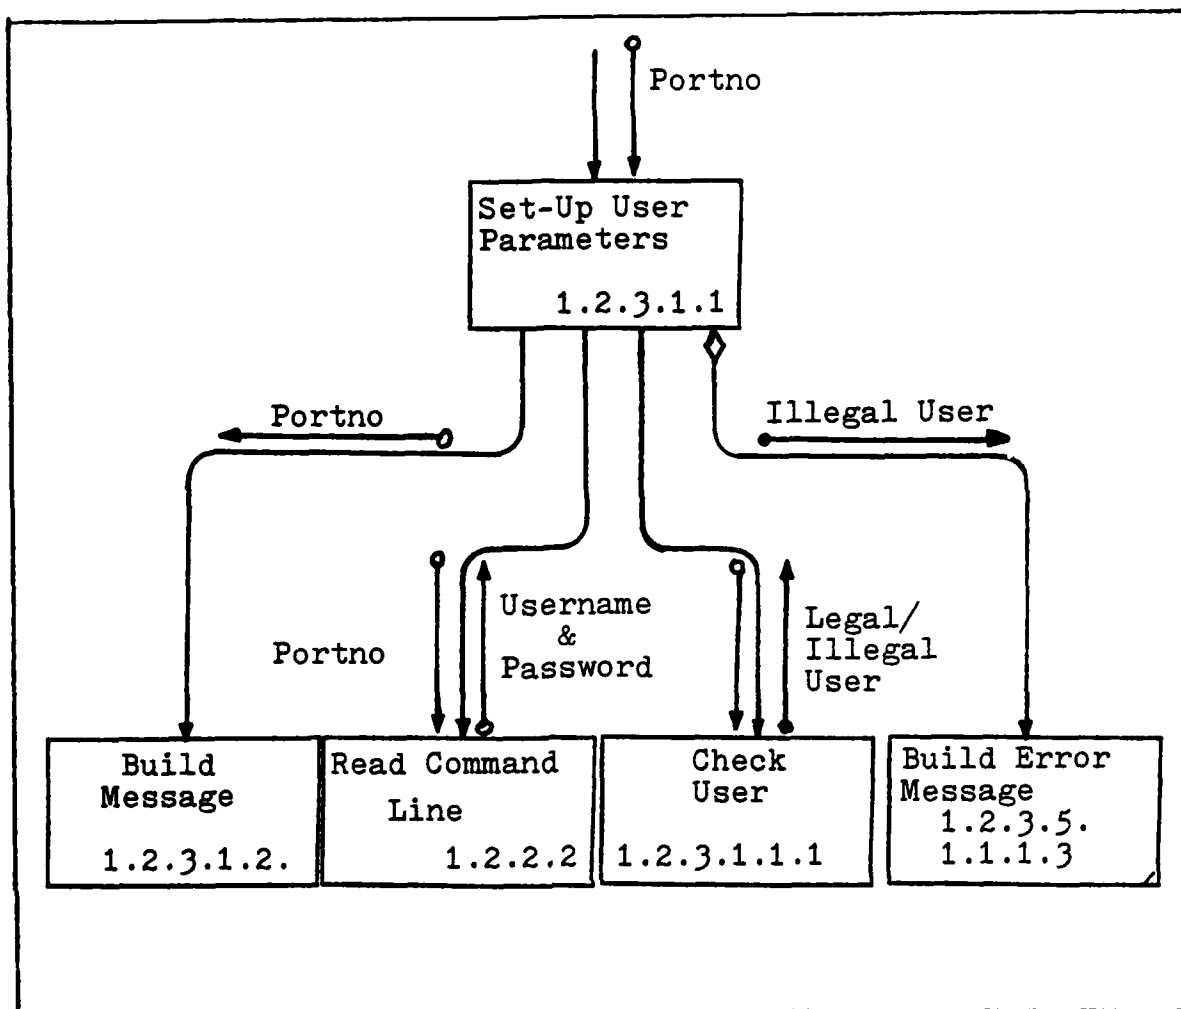 Portno
Set-Up User
Parameters
1.2.3.1.1
Portno
Illegal User
Portno
Username
&
Password
Legal/
Illegal
User
Build
Message
1.2.3.1.2.
Read Command
Line
1.2.2.2
Check
User
1.2.3.1.1.1
Build Error
Message
1.2.3.5.
1.1.1.3